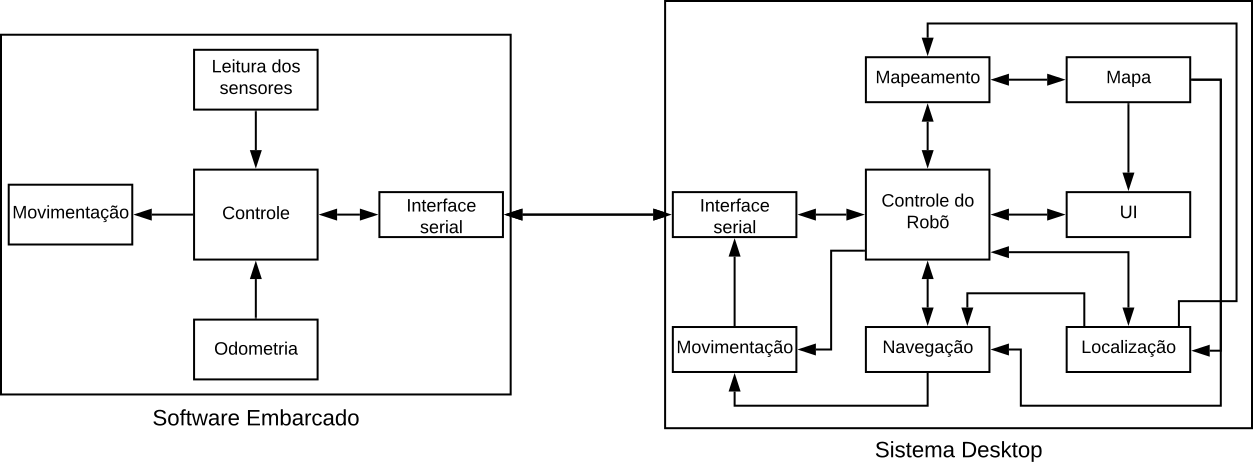 Leitura dos
sensores
Movimentação
Controle
Interface
serial
Odometria
Software Embarcado
Mapeamento
Mapa
Interface
serial
Controle do
Robõ
UI
Movimentação
Navegação
Localização
Sistema Desktop